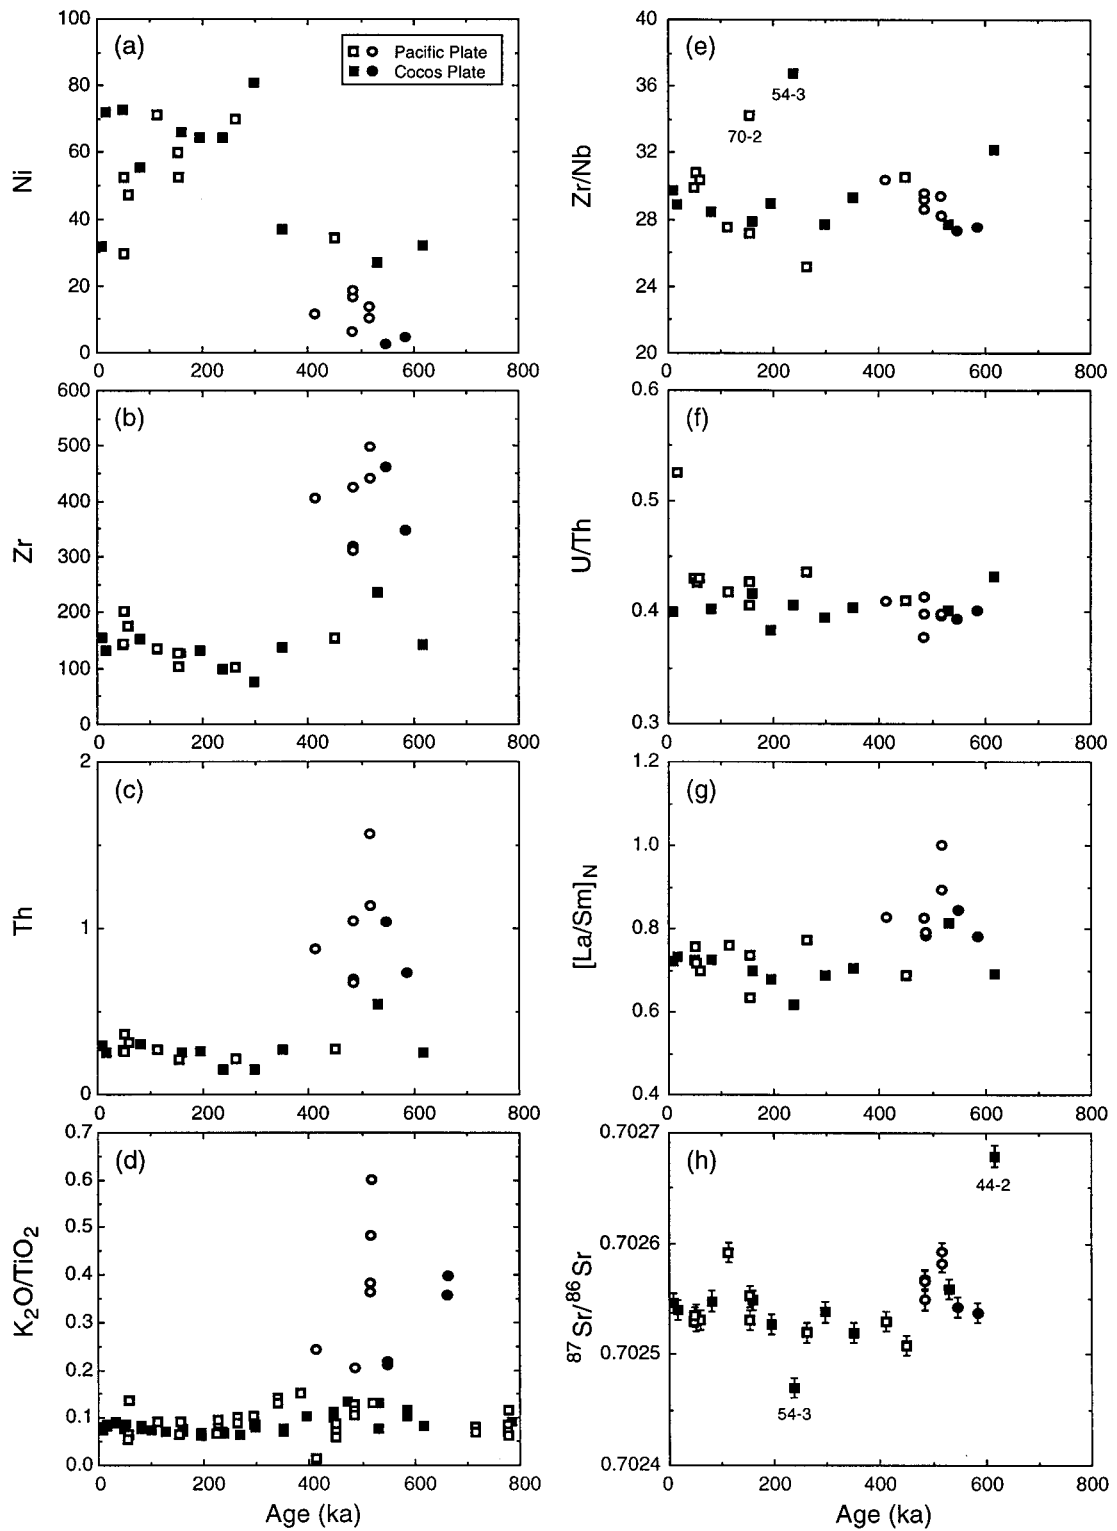 (a)
Pacific Plate
Cocos Plate
Ni
100
80
60
40
20
0
0 200 400 600 800
(b)
Zr
600
500
400
300
200
100
0
0 200 400 600 800
(c)
Th
2
1
0
0 200 400 600 800
(d)
K2O/TiO2
0.7
0.6
0.5
0.4
0.3
0.2
0.1
0.0
0 200 400 600 800
Age (ka)
(e)
54-3
70-2
Zr/Nb
40
36
32
28
24
20
0 200 400 600 800
(f)
U/Th
0.6
0.5
0.4
0.3
0 200 400 600 800
(g)
[La/Sm]N
1.2
1.0
0.8
0.6
0.4
0 200 400 600 800
(h)
44-2
54-3
87Sr/86Sr
0.7027
0.7026
0.7025
0.7024
0 200 400 600 800
Age (ka)